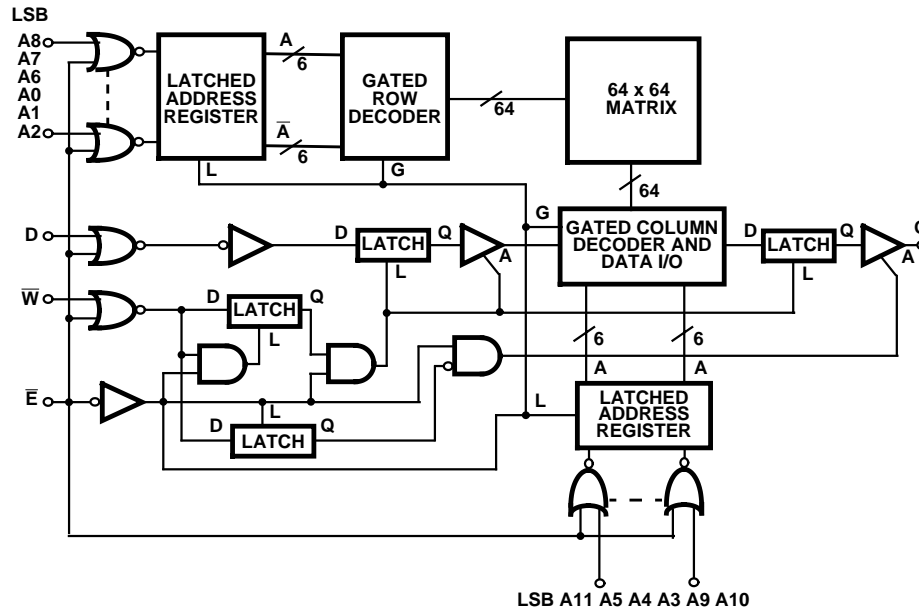 LSB
A8
A7
A6
A0
A1
A2
LATCHED
ADDRESS
REGISTER
A
6
A̅
6
L
GATED
ROW
DECODER
G
64
64 x 64
MATRIX
64
D
D
LATCH
Q
L
A
G
GATED COLUMN
DECODER AND
DATA I/O
D
LATCH
Q
L
A
Q
W̅
D
LATCH
Q
L
6
6
A
A
E̅
L
D
LATCH
Q
L
LATCHED
ADDRESS
REGISTER
LSB A11 A5 A4 A3 A9 A10